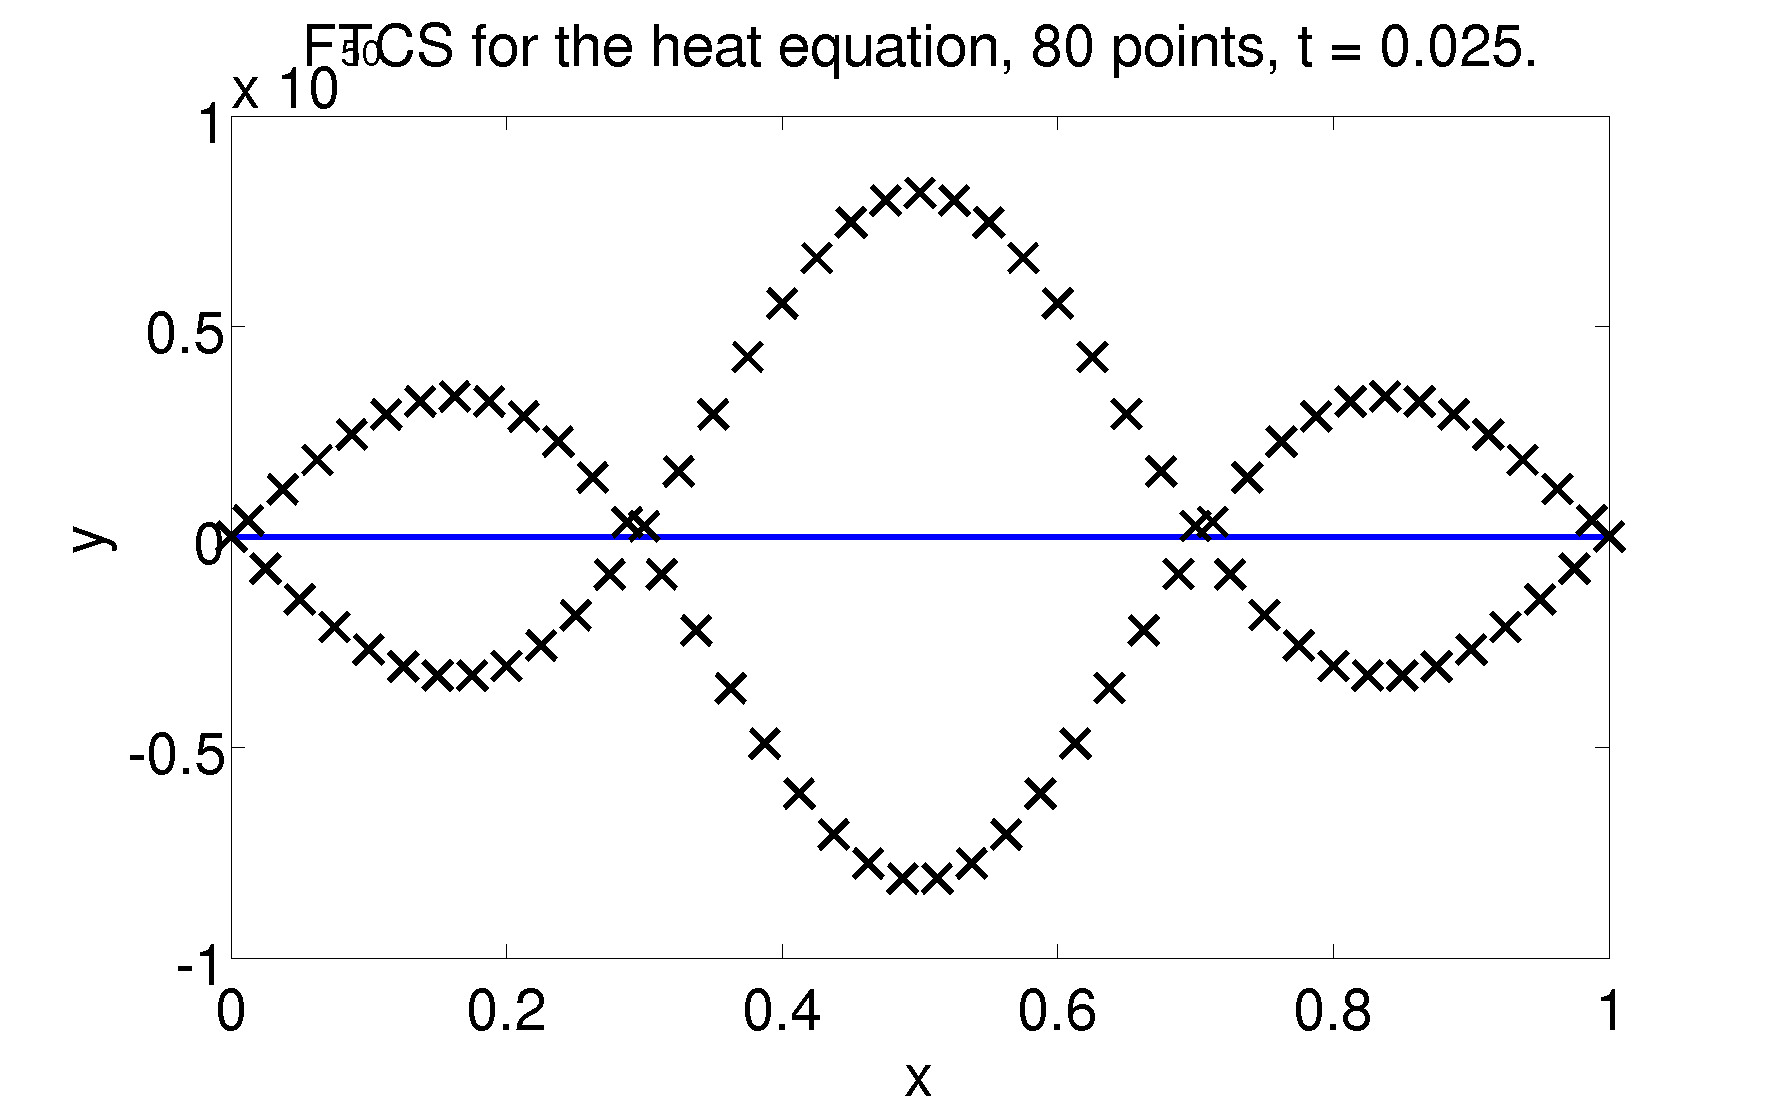 FTCS for the heat equation, 80 points, t = 0.025.
x 10^50
1
0.5
0
-0.5
-1
y
0 0.2 0.4 0.6 0.8 1
x